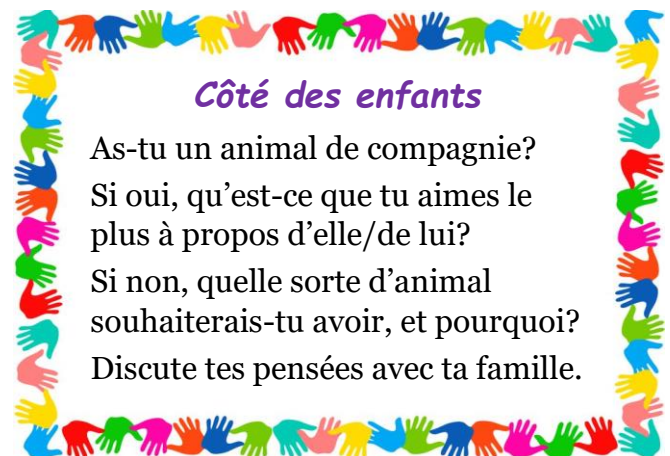 Côté des enfants
As-tu un animal de compagnie?
Si oui, qu’est-ce que tu aimes le
plus à propos d’elle/de lui?
Si non, quelle sorte d’animal
souhaiterais-tu avoir, et pourquoi?
Discute tes pensées avec ta famille.